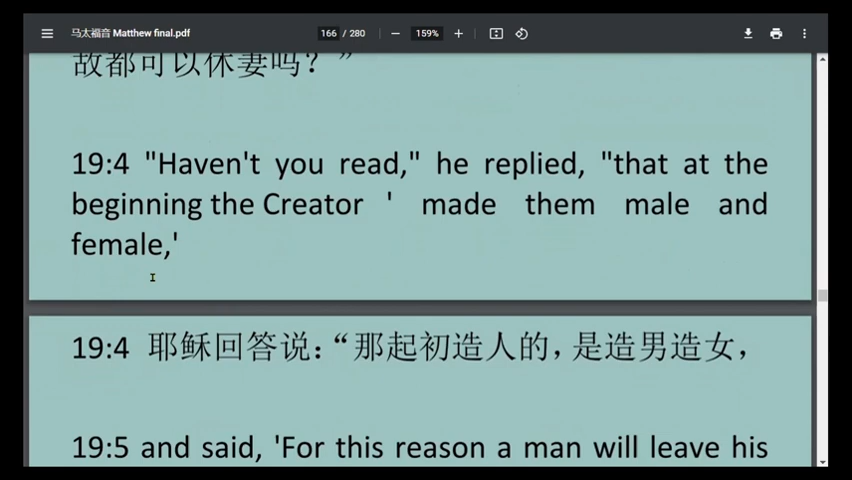 马太福音 Matthew final.pdf
166 / 280
159%
故都可以休妻吗？”
19:4 "Haven't you read," he replied, "that at the
beginning the Creator ' made them male and
female,'
19:4 耶稣回答说：“那起初造人的，是造男造女，
19:5 and said, 'For this reason a man will leave his